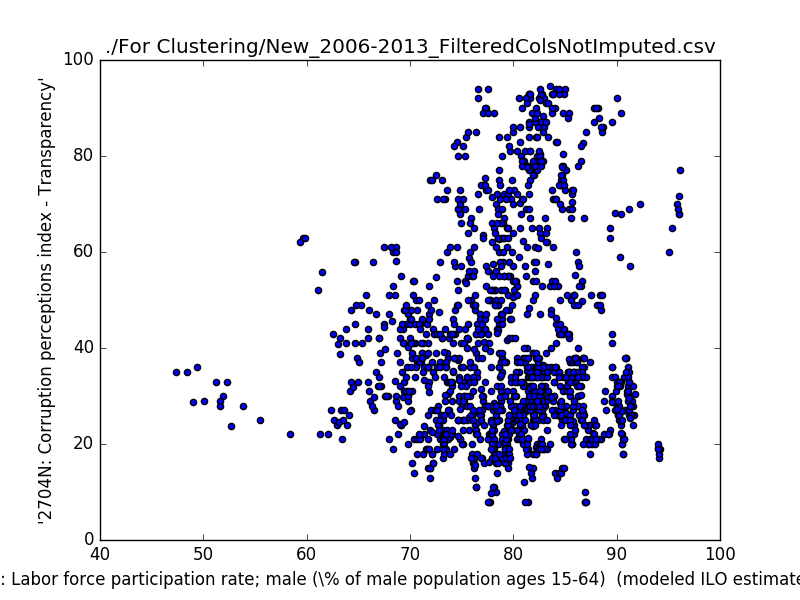 ./For Clustering/New_2006-2013_FilteredColsNotImputed.csv
'2704N: Corruption perceptions index - Transparency'
100
80
60
40
20
0
40 50 60 70 80 90 100
: Labor force participation rate; male (\% of male population ages 15-64) (modeled ILO estimate